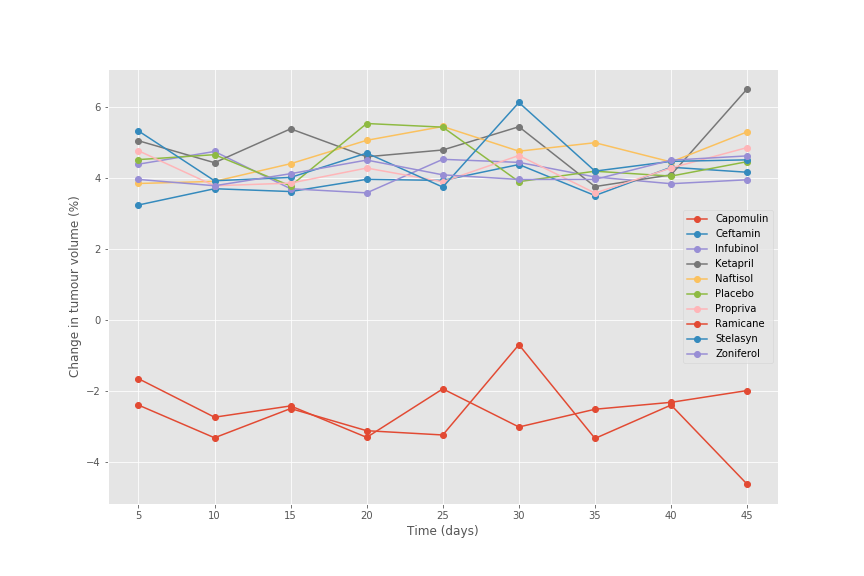 Change in tumour volume (%)
6
4
2
0
−2
−4
Capomulin
Ceftamin
Infubinol
Ketapril
Naftisol
Placebo
Propriva
Ramicane
Stelasyn
Zoniferol
5 10 15 20 25 30 35 40 45
Time (days)